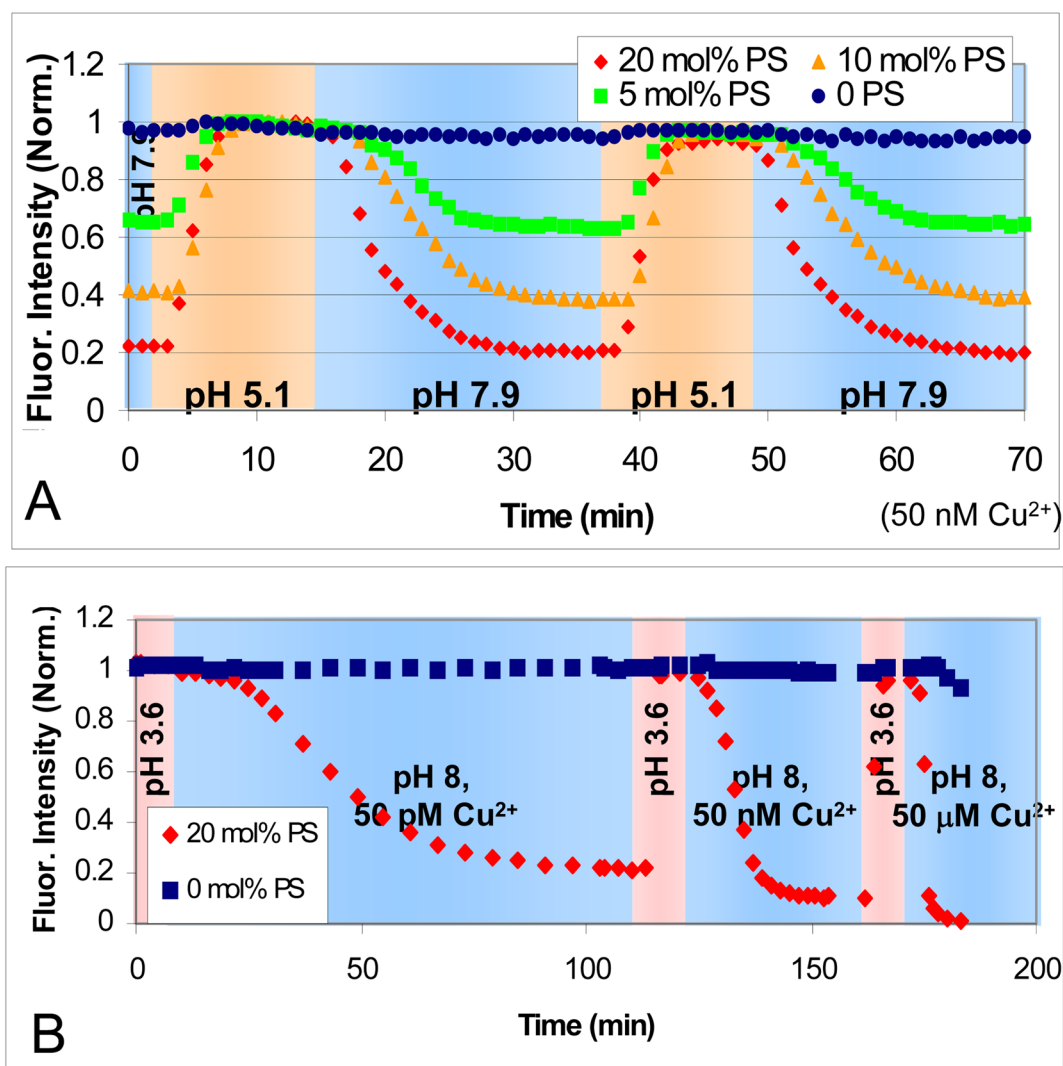 1.2
1
0.8
0.6
0.4
0.2
0
Fluor. Intensity (Norm.)
20 mol% PS
10 mol% PS
5 mol% PS
0 PS
pH 7.9
pH 5.1
pH 7.9
pH 5.1
pH 7.9
0 10 20 30 40 50 60 70
Time (min)
(50 nM Cu²⁺)
A
1.2
1
0.8
0.6
0.4
0.2
0
Fluor. Intensity (Norm.)
pH 3.6
pH 8,
50 pM Cu²⁺
pH 3.6
pH 8,
50 nM Cu²⁺
pH 3.6
pH 8,
50 μM Cu²⁺
20 mol% PS
0 mol% PS
0 50 100 150 200
Time (min)
B